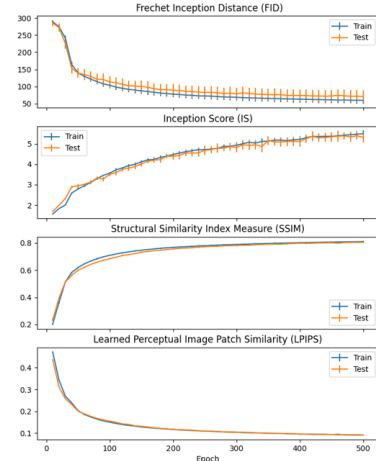 Frechet Inception Distance (FID)
300
250
200
150
100
50
Train
Test
Inception Score (IS)
5
4
3
2
Train
Test
Structural Similarity Index Measure (SSIM)
0.8
0.6
0.4
0.2
Train
Test
Learned Perceptual Image Patch Similarity (LPIPS)
0.4
0.3
0.2
0.1
Train
Test
0 100 200 300 400 500
Epoch